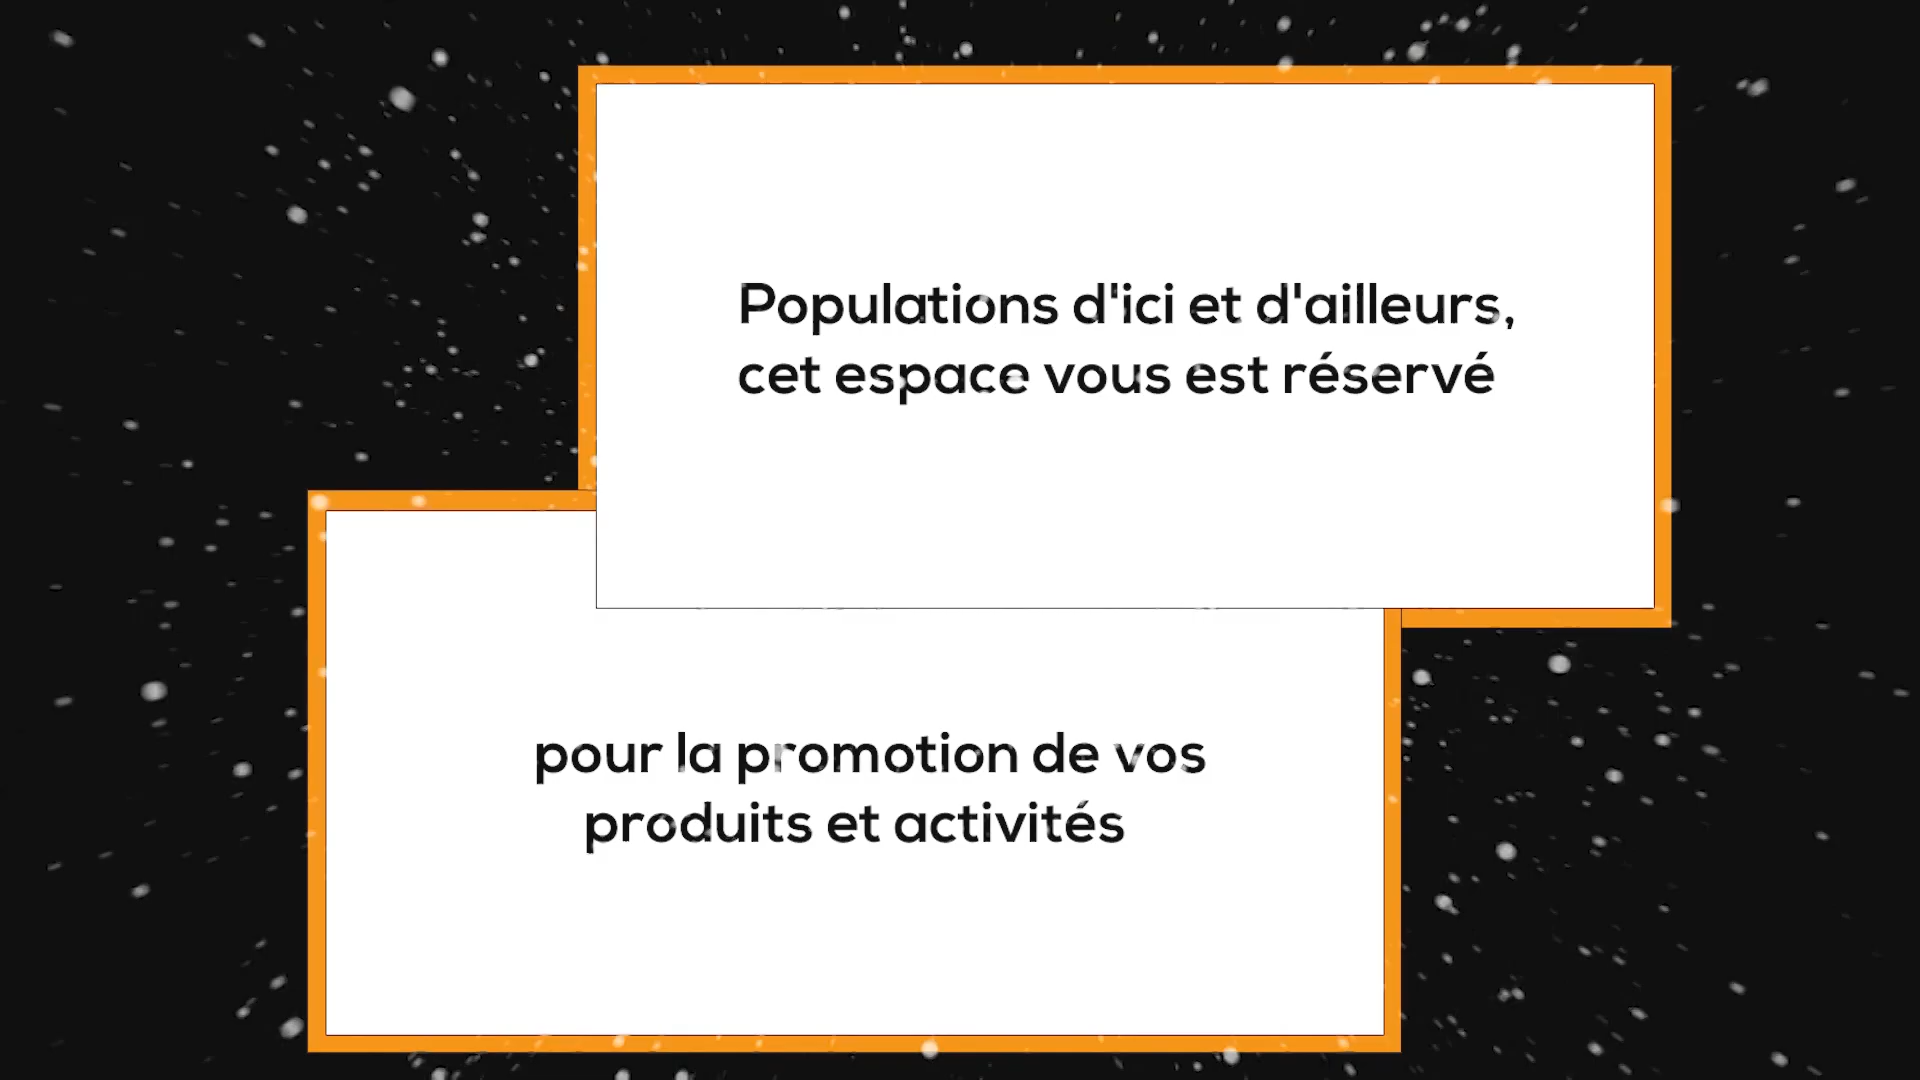 Populations d'ici et d'ailleurs,
cet espace vous est réservé
pour la promotion de vos
produits et activités